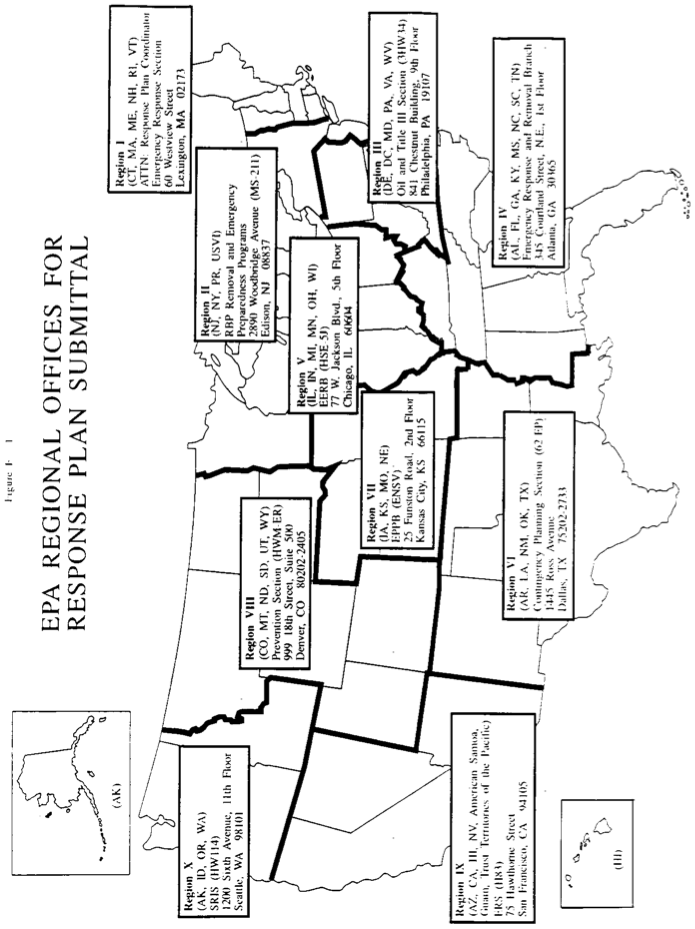 Figure F- 1
EPA REGIONAL OFFICES FOR
RESPONSE PLAN SUBMITTAL
(AK)
Region X
(AK, ID, OR, WA)
SRIS (HW114)
1200 Sixth Avenue, 11th Floor
Seattle, WA 98101
Region VIII
(CO, MT, ND, SD, UT, WY)
Prevention Section (HWM-ER)
999 18th Street, Suite 500
Denver, CO 80202-2405
Region II
(NJ, NY, PR, USVI)
RBP Removal and Emergency
Preparedness Programs
2890 Woodbridge Avenue (MS-211)
Edison, NJ 08837
Region I
(CT, MA, ME, NH, RI, VT)
ATTN: Response Plan Coordinator
Emergency Response Section
60 Westview Street
Lexington, MA 02173
Region V
(IL, IN, MI, MN, OH, WI)
EERB (HSE 5J)
77 W. Jackson Blvd., 5th Floor
Chicago, IL 60604
Region VII
(IA, KS, MO, NE)
EPPB (ENSV)
25 Funston Road, 2nd Floor
Kansas City, KS 66115
Region III
(DE, DC, MD, PA, VA, WV)
Oil and Title III Section (3HW34)
841 Chestnut Building, 9th Floor
Philadelphia, PA 19107
Region IX
(AZ, CA, HI, NV, American Samoa,
Guam, Trust Territories of the Pacific)
ERS (H83)
75 Hawthorne Street
San Francisco, CA 94105
Region VI
(AR, LA, NM, OK, TX)
Contingency Planning Section (62 EP)
1445 Ross Avenue
Dallas, TX 75202-2733
Region IV
(AL, FL, GA, KY, MS, NC, SC, TN)
Emergency Response and Removal Branch
345 Courtland Street, N.E., 1st Floor
Atlanta, GA 30365
(HI)